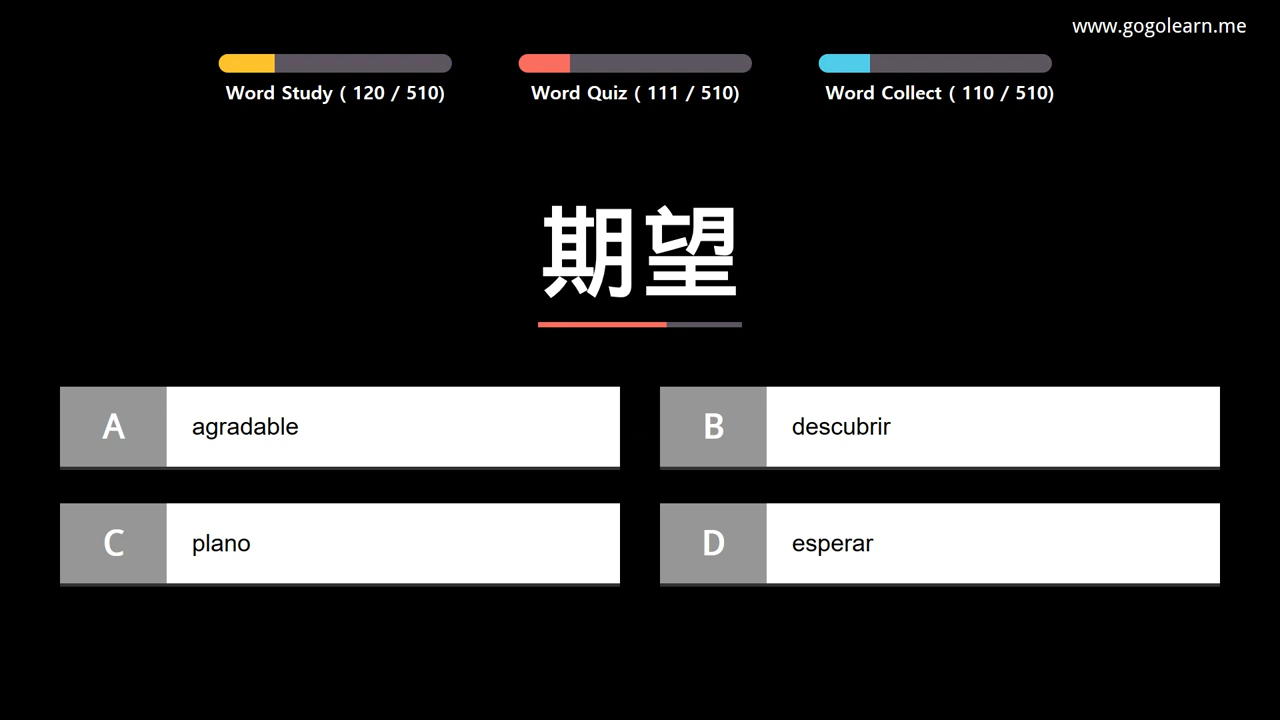 www.gogolearn.me
Word Study ( 120 / 510)
Word Quiz ( 111 / 510)
Word Collect ( 110 / 510)
期望
A agradable
B descubrir
C plano
D esperar